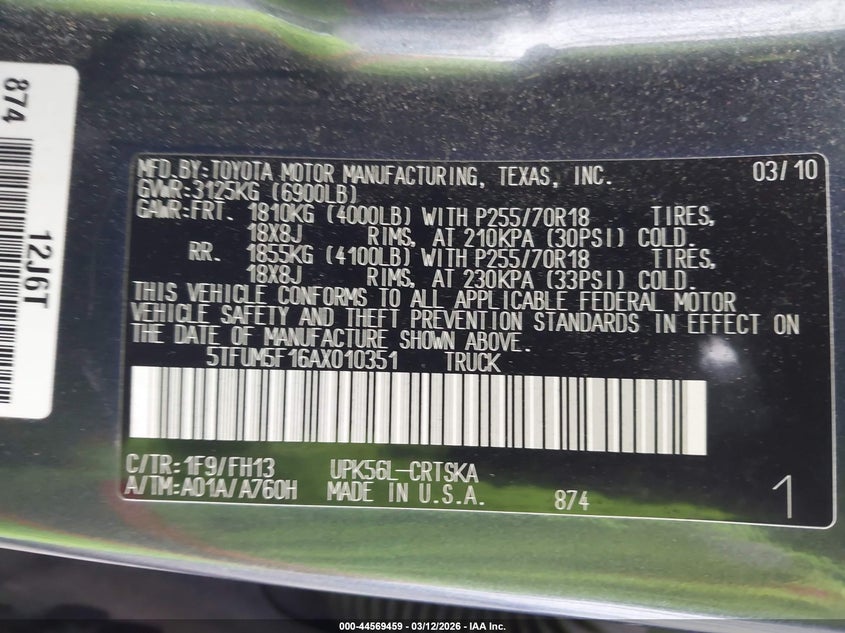 874
12J6T
MFD.BY:TOYOTA MOTOR MANUFACTURING, TEXAS, INC. 03/10
GVWR:3125KG (6900LB)
GAWR:FRT. 1810KG (4000LB) WITH P255/70R18 TIRES,
18X8J RIMS, AT 210KPA (30PSI) COLD.
RR. 1855KG (4100LB) WITH P255/70R18 TIRES,
18X8J RIMS, AT 230KPA (33PSI) COLD.
THIS VEHICLE CONFORMS TO ALL APPLICABLE FEDERAL MOTOR
VEHICLE SAFETY AND THEFT PREVENTION STANDARDS IN EFFECT ON
THE DATE OF MANUFACTURE SHOWN ABOVE.
5TFUM5F16AX010351 TRUCK
C/TR:1F9/FH13 UPK56L-CRTSKA
A/TM:A01A/A760H MADE IN U.S.A. 874 1
000-44569459 - 03/12/2026 - IAA Inc.